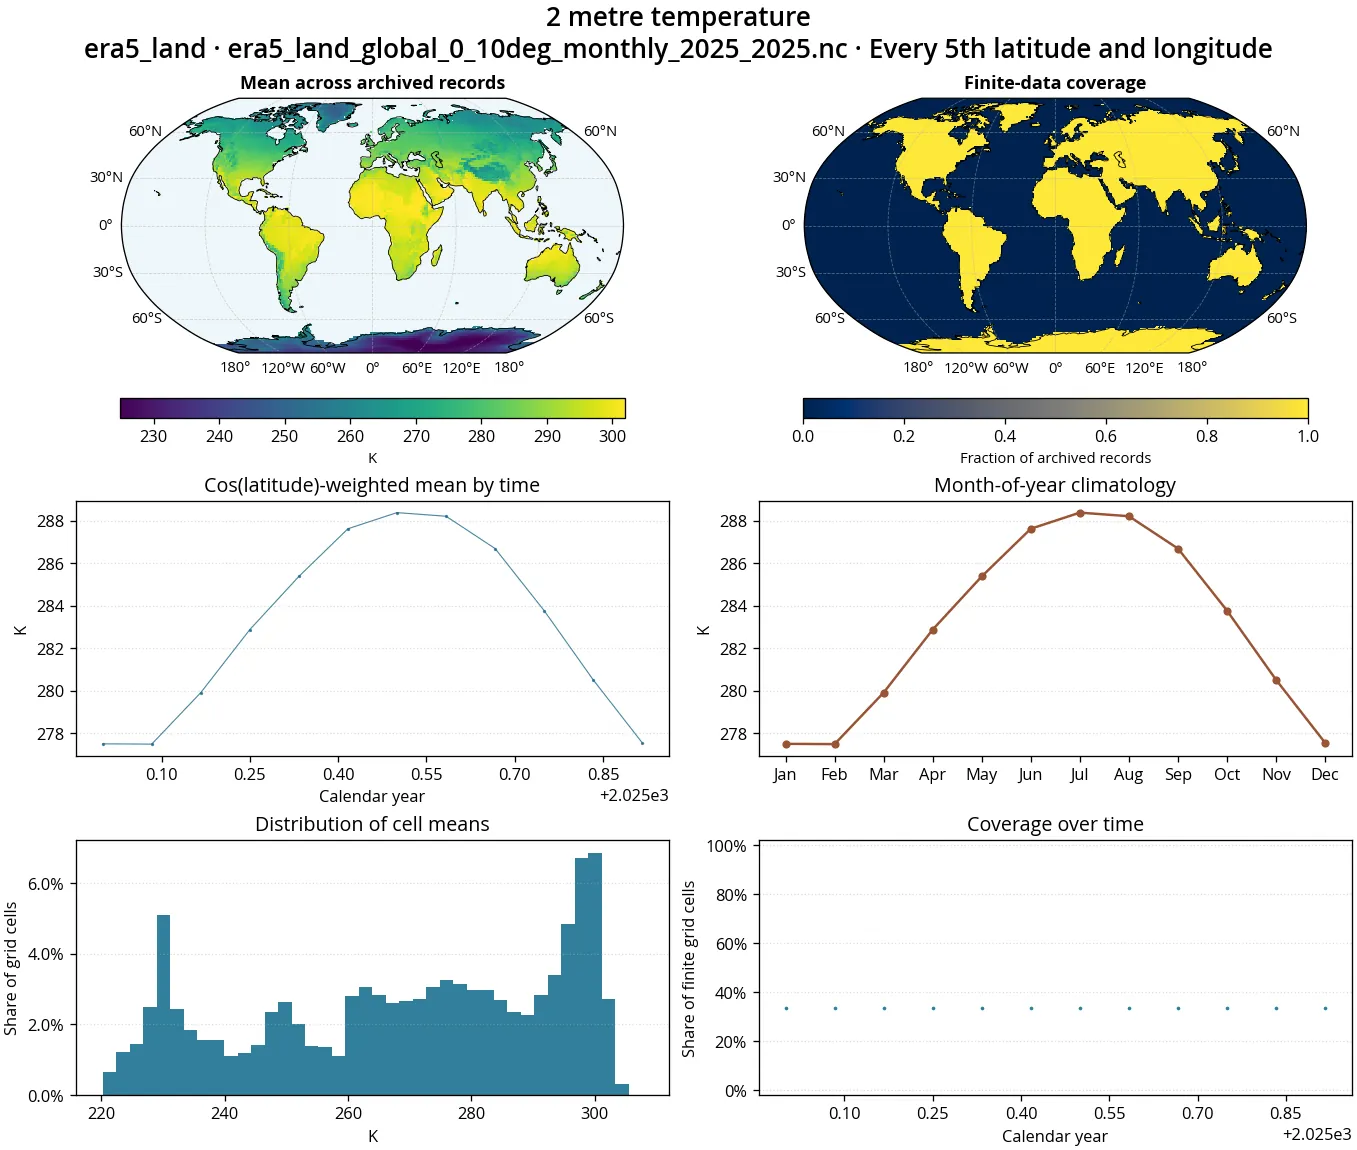 2 metre temperature
era5_land · era5_land_global_0_10deg_monthly_2025_2025.nc · Every 5th latitude and longitude
Mean across archived records
60°N 60°N
30°N
0°
30°S
60°S 60°S
180° 120°W 60°W 0° 60°E 120°E 180°
230 240 250 260 270 280 290 300
K
Finite-data coverage
60°N 60°N
30°N
0°
30°S
60°S 60°S
180° 120°W 60°W 0° 60°E 120°E 180°
0.0 0.2 0.4 0.6 0.8 1.0
Fraction of archived records
Cos(latitude)-weighted mean by time
K
288
286
284
282
280
278
0.10 0.25 0.40 0.55 0.70 0.85
Calendar year
+2.025e3
Month-of-year climatology
K
288
286
284
282
280
278
Jan Feb Mar Apr May Jun Jul Aug Sep Oct Nov Dec
Distribution of cell means
Share of grid cells
6.0%
4.0%
2.0%
0.0%
220 240 260 280 300
K
Coverage over time
Share of finite grid cells
100%
80%
60%
40%
20%
0%
0.10 0.25 0.40 0.55 0.70 0.85
Calendar year
+2.025e3